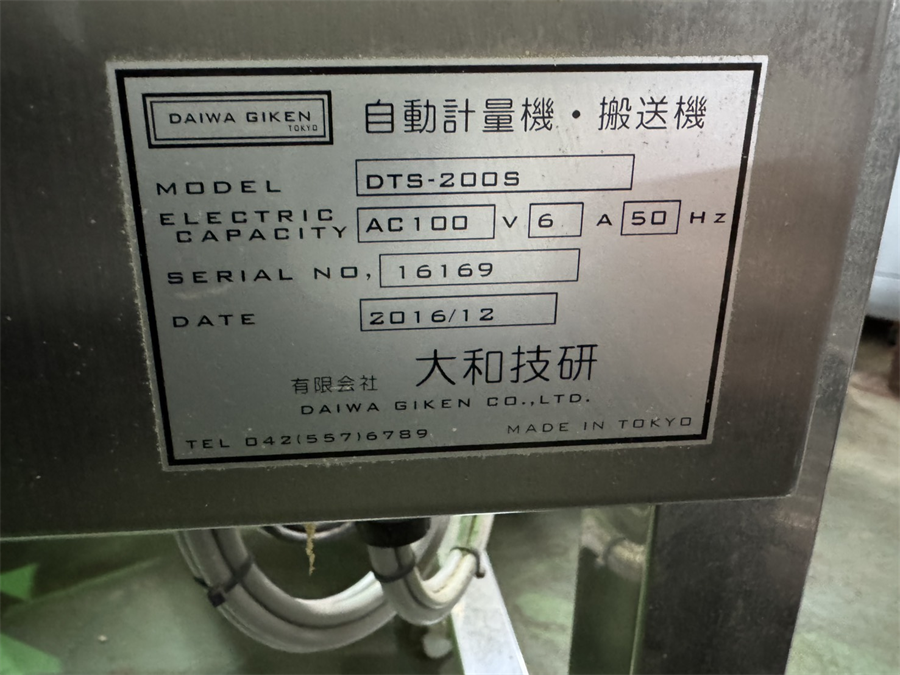 DAIWA GIKEN
TOKYO
自動計量機・搬送機
MODEL DTS-200S
ELECTRIC CAPACITY AC100 V 6 A 50 Hz
SERIAL NO, 16169
DATE 2016/12
有限会社 大和技研
DAIWA GIKEN CO.,LTD.
TEL 042(557)6789 MADE IN TOKYO